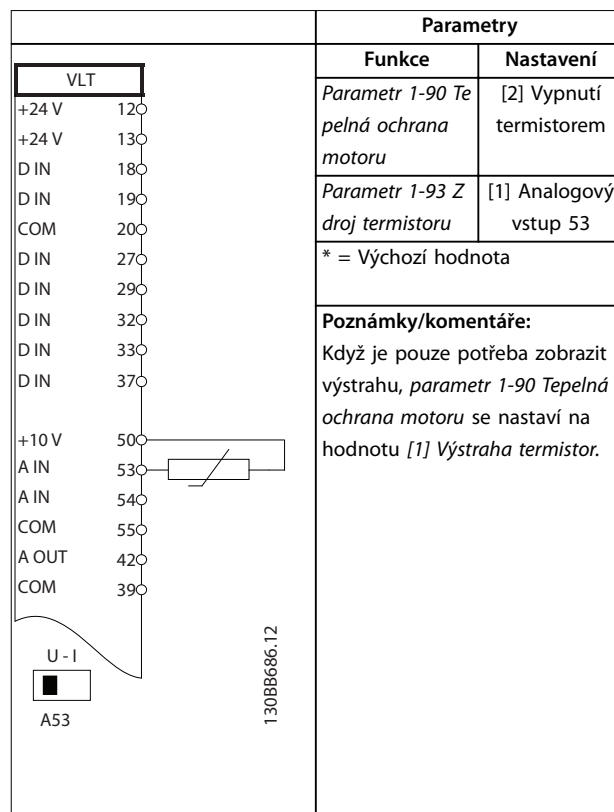 VLT
+24 V 12
+24 V 13
D IN 18
D IN 19
COM 20
D IN 27
D IN 29
D IN 32
D IN 33
D IN 37
+10 V 50
A IN 53
A IN 54
COM 55
A OUT 42
COM 39
U - I
A53
130BB686.12
Parametry
Funkce Nastavení
Parametr 1-90 Te
pelná ochrana
motoru
[2] Vypnutí
termistorem
Parametr 1-93 Z
droj termistoru
[1] Analogový
vstup 53
* = Výchozí hodnota
Poznámky/komentáře:
Když je pouze potřeba zobrazit
výstrahu, parametr 1-90 Tepelná
ochrana motoru se nastaví na
hodnotu [1] Výstraha termistor.